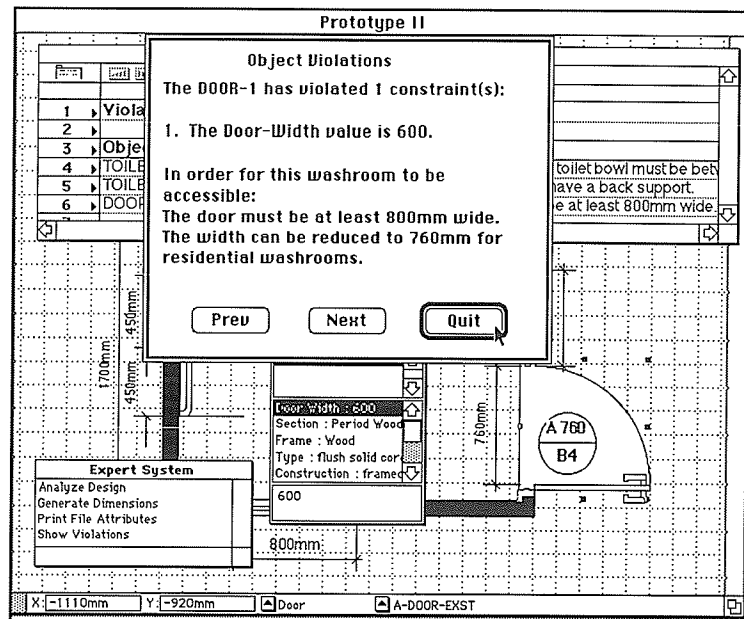 Prototype II
Object Violations
The DOOR-1 has violated 1 constraint(s):
1. The Door-Width value is 600.
In order for this washroom to be
accessible:
The door must be at least 800mm wide.
The width can be reduced to 760mm for
residential washrooms.
Prev Next Quit
1 Viola
2
3 Objec
4 TOILE toilet bowl must be betw
5 TOILE have a back support.
6 DOOR e at least 800mm wide.
450mm
1700mm
450mm
Door Width : 600
Section : Period Wood
Frame : Wood
Type : flush solid core
Construction : framed
600
760mm
A 760
B4
Expert System
Analyze Design
Generate Dimensions
Print File Attributes
Show Violations
800mm
X: -1110mm Y: -920mm Door A-DOOR-EXST